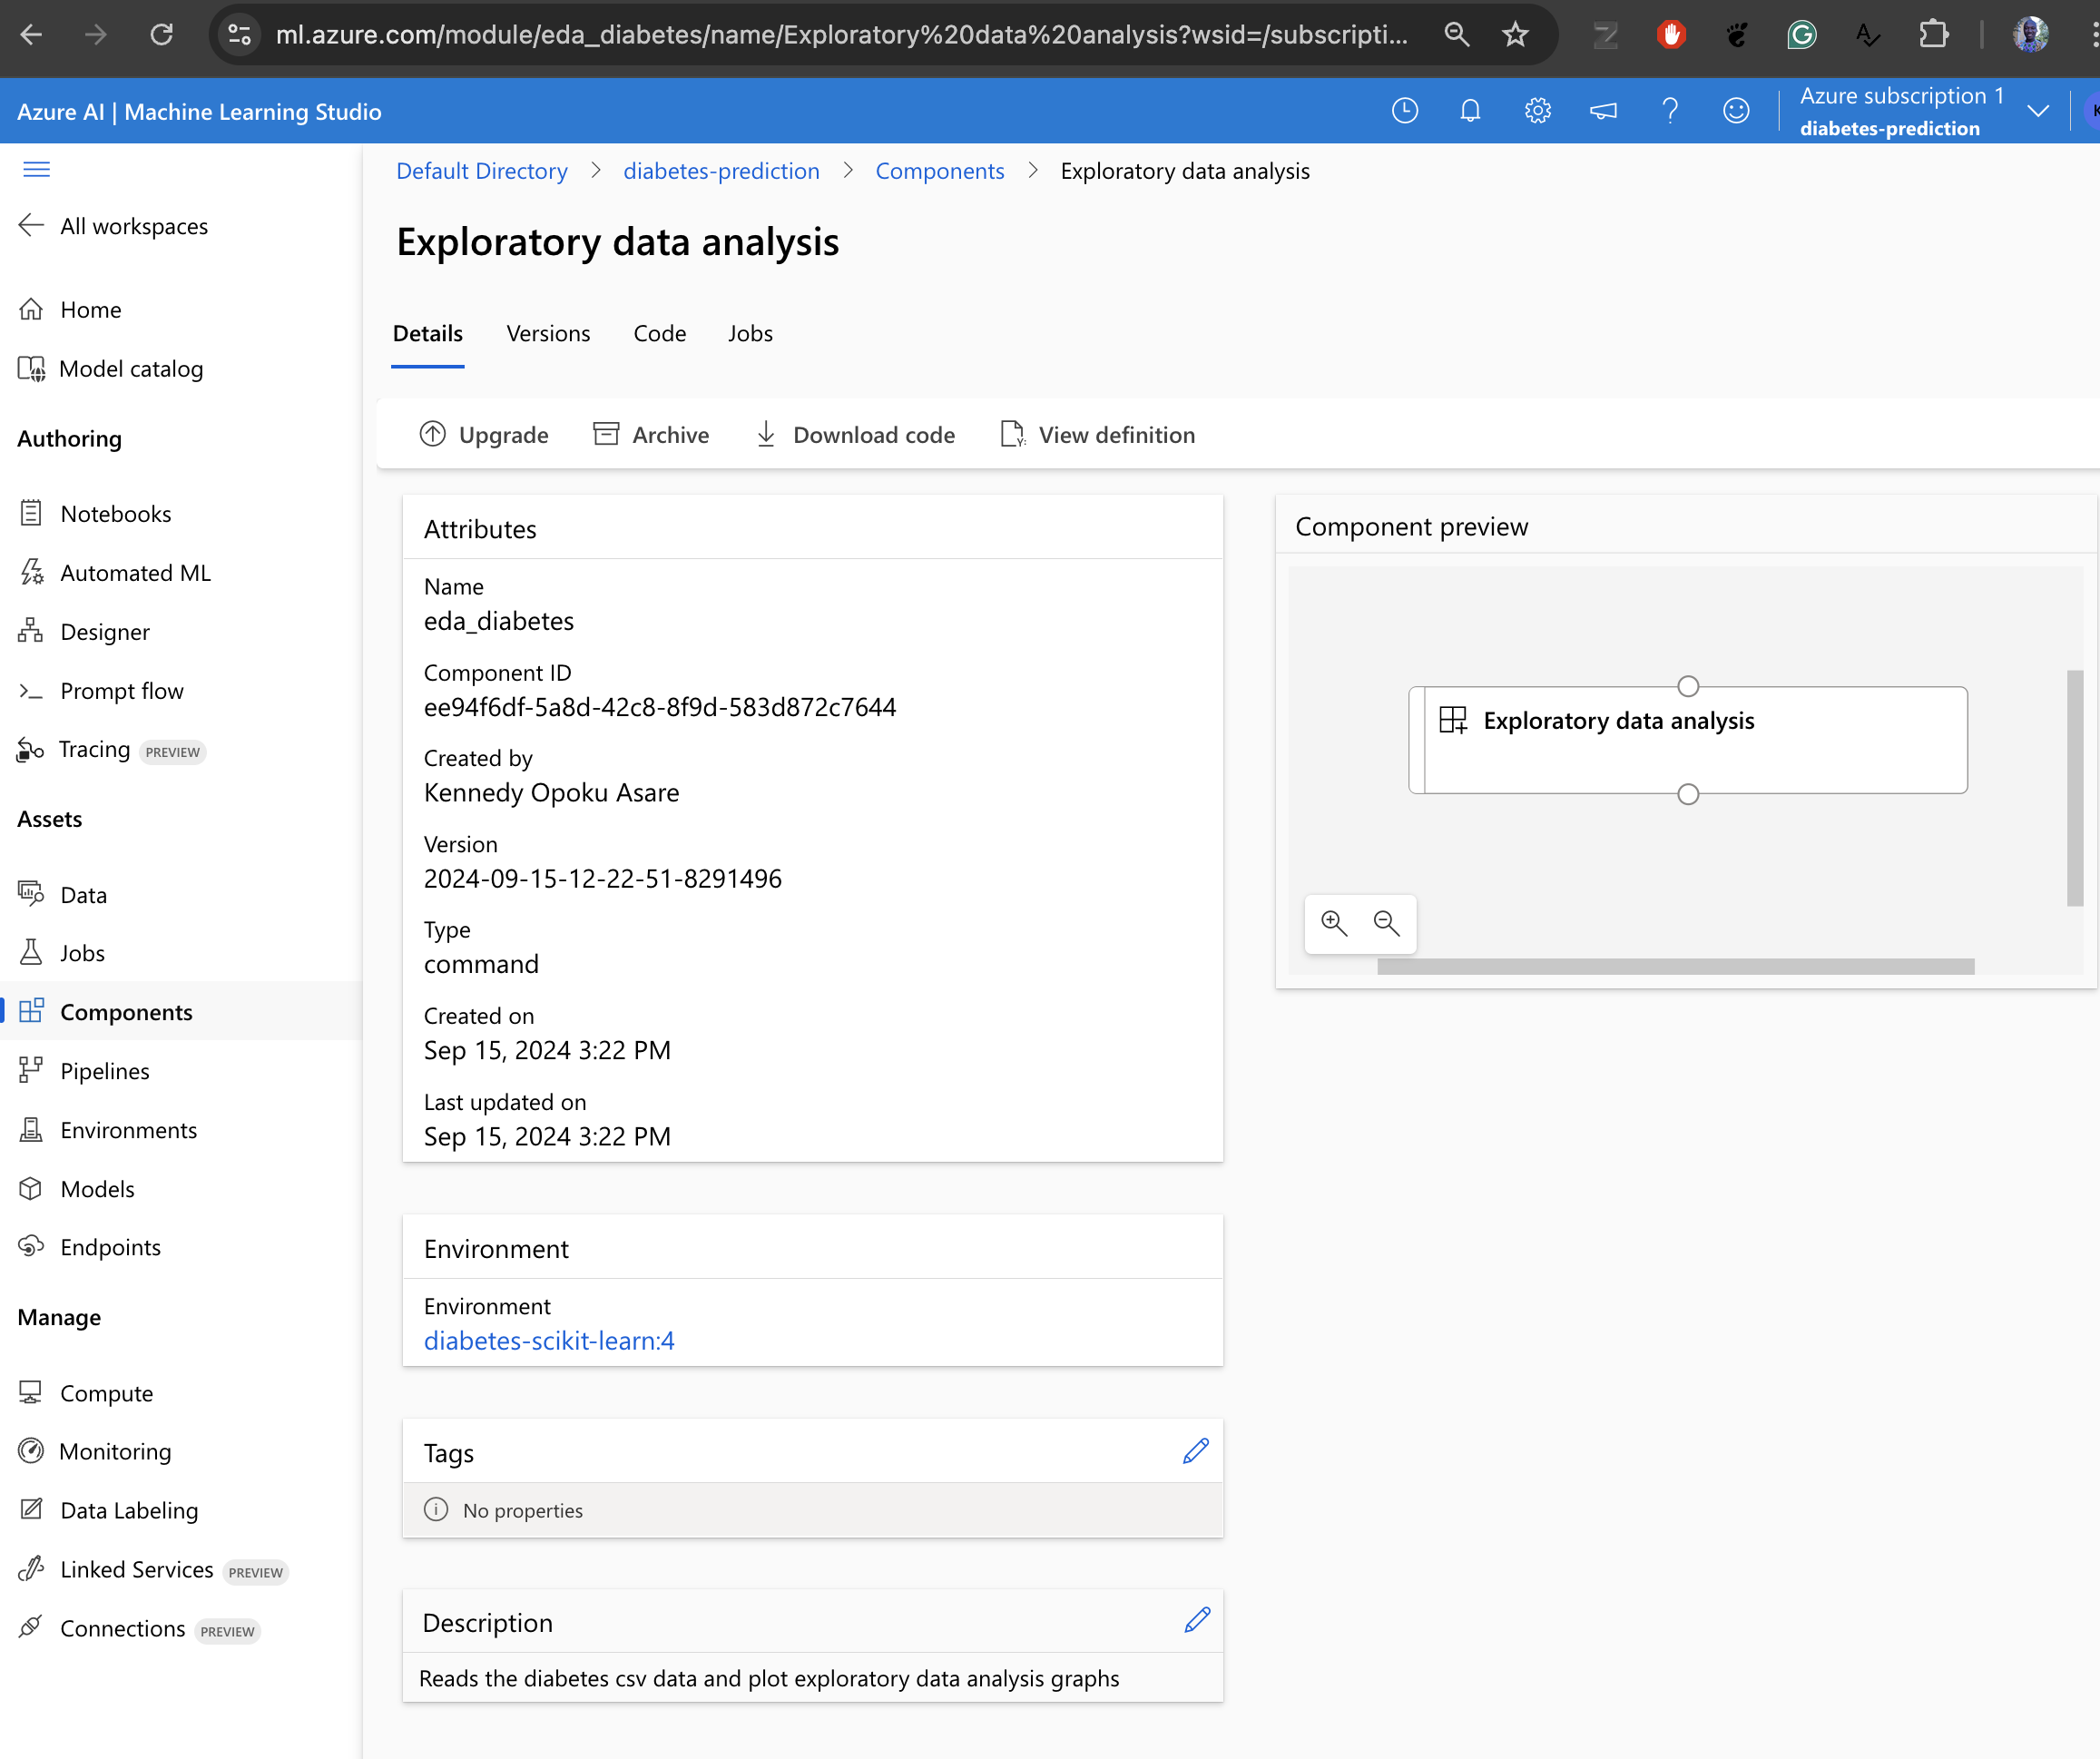 ml.azure.com/module/eda_diabetes/name/Exploratory%20data%20analysis?wsid=/subscripti...
Azure AI | Machine Learning Studio
Azure subscription 1
diabetes-prediction
K
All workspaces
Home
Model catalog
Authoring
Notebooks
Automated ML
Designer
Prompt flow
Tracing PREVIEW
Assets
Data
Jobs
Components
Pipelines
Environments
Models
Endpoints
Manage
Compute
Monitoring
Data Labeling
Linked Services PREVIEW
Connections PREVIEW
Default Directory > diabetes-prediction > Components > Exploratory data analysis
Exploratory data analysis
Details Versions Code Jobs
Upgrade Archive Download code View definition
Attributes
Name
eda_diabetes
Component ID
ee94f6df-5a8d-42c8-8f9d-583d872c7644
Created by
Kennedy Opoku Asare
Version
2024-09-15-12-22-51-8291496
Type
command
Created on
Sep 15, 2024 3:22 PM
Last updated on
Sep 15, 2024 3:22 PM
Environment
Environment
diabetes-scikit-learn:4
Tags
No properties
Description
Reads the diabetes csv data and plot exploratory data analysis graphs
Component preview
Exploratory data analysis